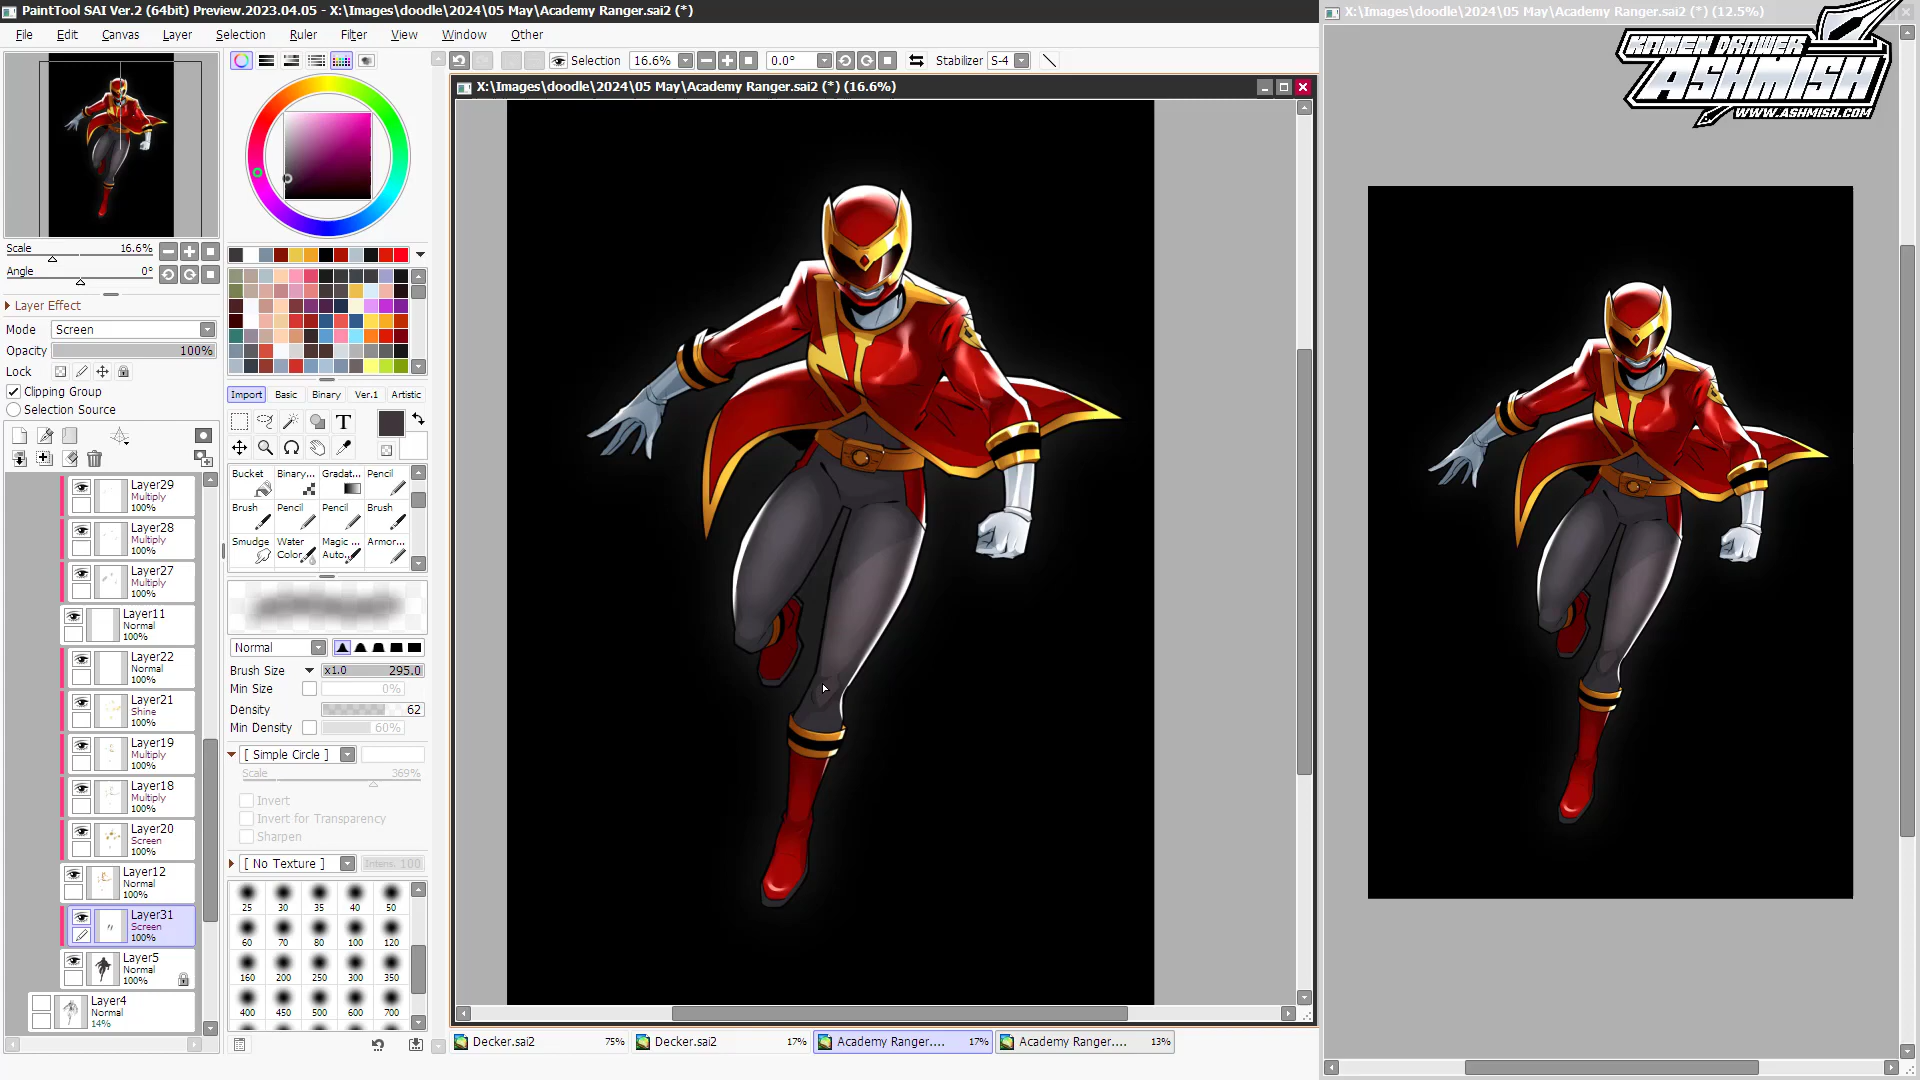 PaintTool SAI Ver.2 (64bit) Preview.2023.04.05 - X:\Images\doodle\2024\05 May\Academy Ranger.sai2 (*)
File Edit Canvas Layer Selection Ruler Filter View Window Other
Selection 16.6% 0.0° Stabilizer S-4
X:\Images\doodle\2024\05 May\Academy Ranger.sai2 (*) (16.6%)
X:\Images\doodle\2024\05 May\Academy Ranger.sai2 (*) (12.5%)
KAMEN DRAWER
ASHMISH
WWW.ASHMISH.COM
Scale 16.6%
Angle 0°
Layer Effect
Mode Screen
Opacity 100%
Lock
Clipping Group
Selection Source
Layer29
Multiply
100%
Layer28
Multiply
100%
Layer27
Multiply
100%
Layer11
Normal
100%
Layer22
Normal
100%
Layer21
Shine
100%
Layer19
Multiply
100%
Layer18
Multiply
100%
Layer20
Screen
100%
Layer12
Normal
100%
Layer31
Screen
100%
Layer5
Normal
100%
Layer4
Normal
14%
Import Basic Binary Ver.1 Artistic
T
Bucket Binary... Gradat... Pencil
Brush Pencil Pencil Brush
Smudge Water Color... Magic ... Auto... Armor...
Normal
Brush Size x1.0 295.0
Min Size 0%
Density 62
Min Density 60%
[ Simple Circle ]
Scale 369%
Invert
Invert for Transparency
Sharpen
[ No Texture ] Intens. 100
25 30 35 40 50
60 70 80 100 120
160 200 250 300 350
400 450 500 600 700
Decker.sai2 75% Decker.sai2 17% Academy Ranger.... 17% Academy Ranger.... 13%